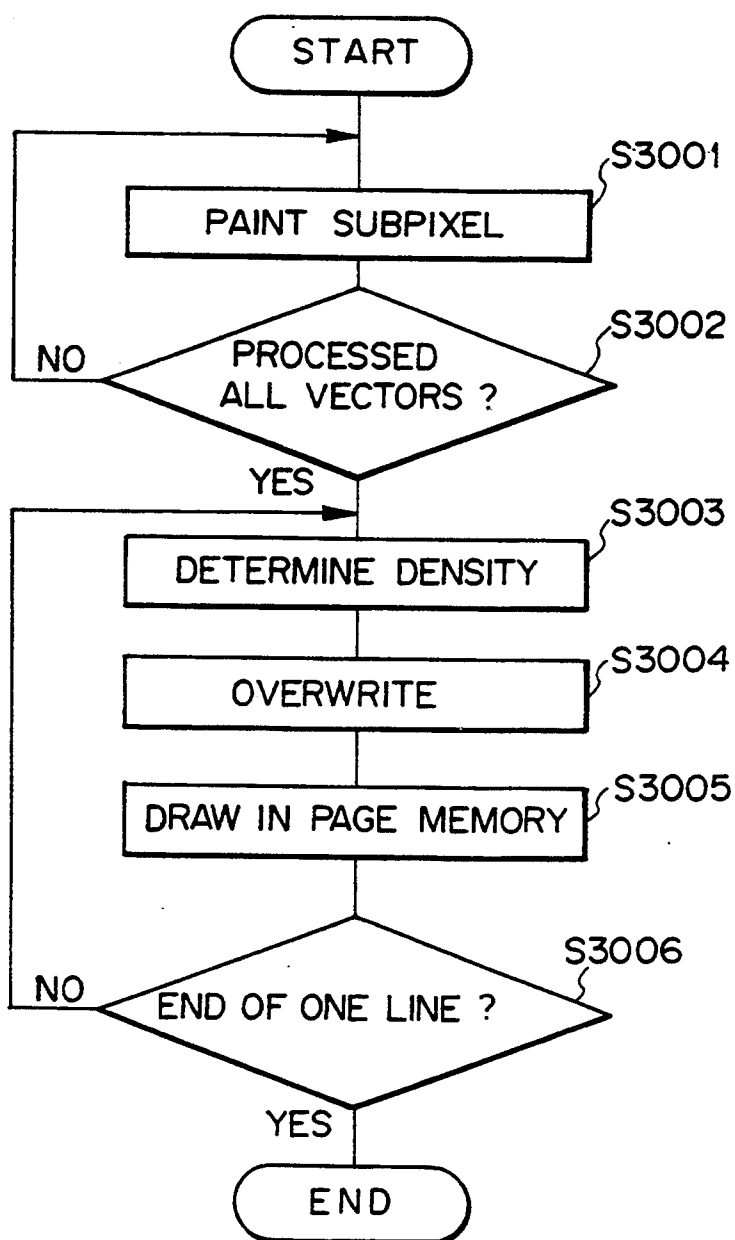 START
S3001
PAINT SUBPIXEL
S3002
NO
PROCESSED
ALL VECTORS ?
YES
S3003
DETERMINE DENSITY
S3004
OVERWRITE
S3005
DRAW IN PAGE MEMORY
S3006
NO
END OF ONE LINE ?
YES
END